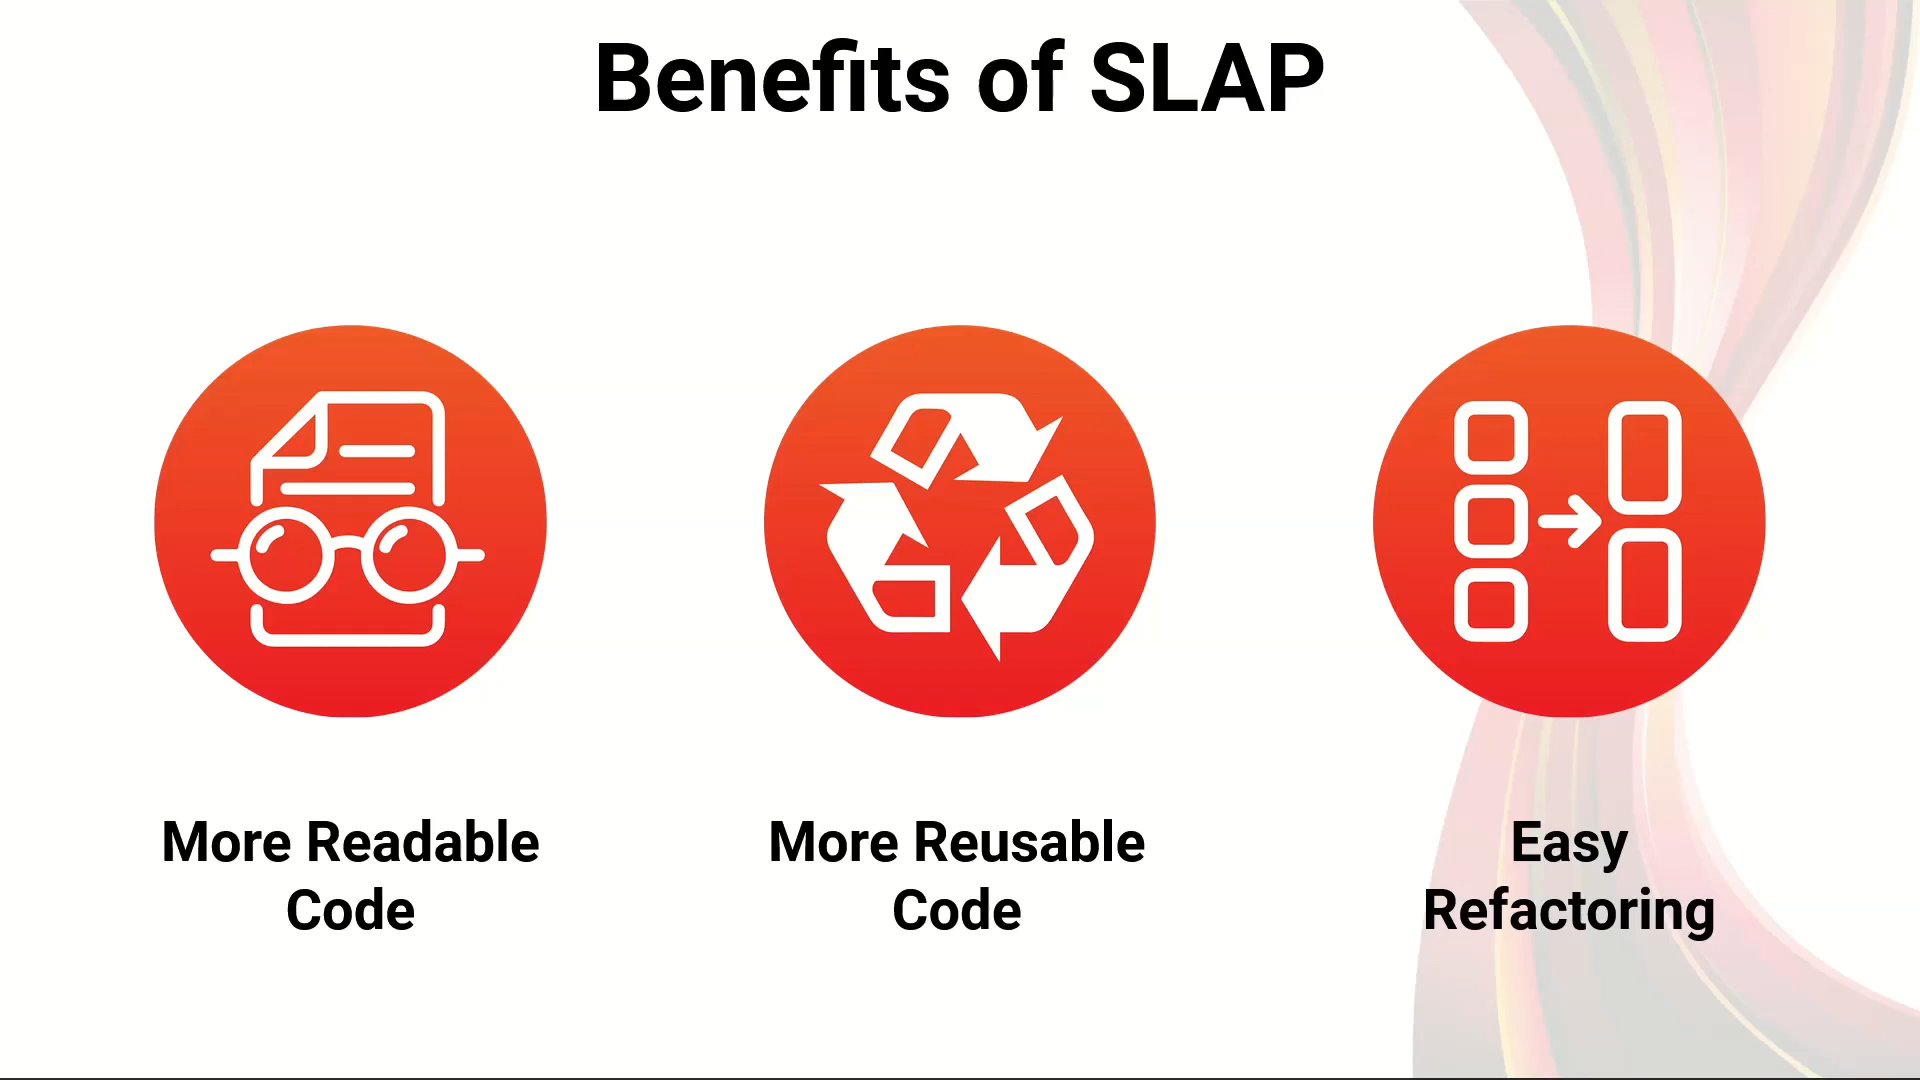 Benefits of SLAP
More Readable
Code
More Reusable
Code
Easy
Refactoring